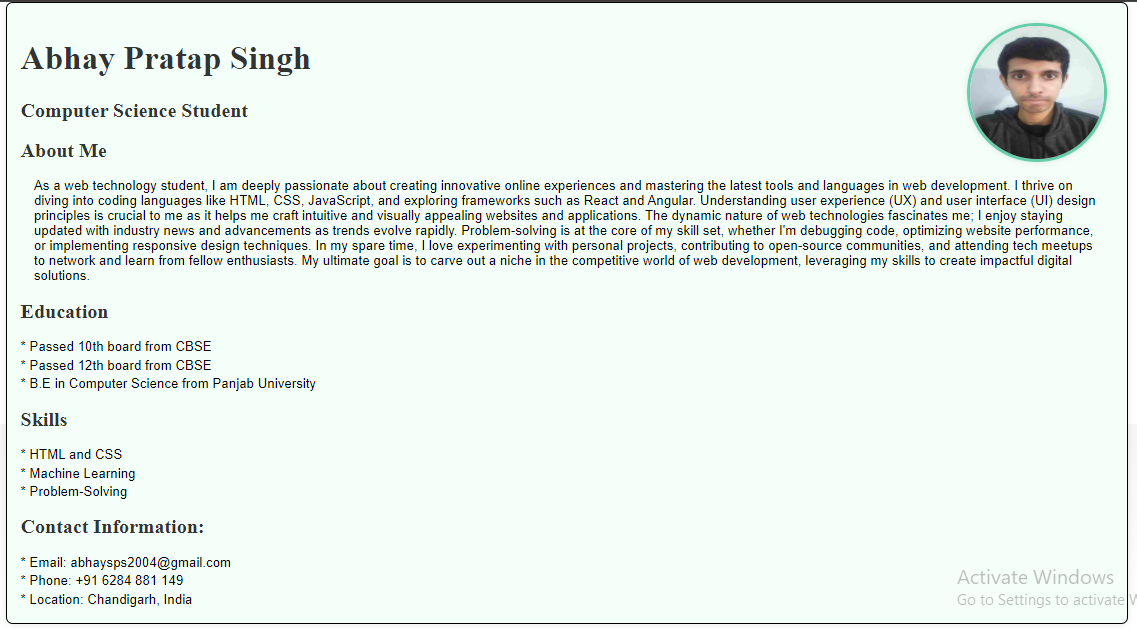 Abhay Pratap Singh
Computer Science Student
About Me
As a web technology student, I am deeply passionate about creating innovative online experiences and mastering the latest tools and languages in web development. I thrive on
diving into coding languages like HTML, CSS, JavaScript, and exploring frameworks such as React and Angular. Understanding user experience (UX) and user interface (UI) design
principles is crucial to me as it helps me craft intuitive and visually appealing websites and applications. The dynamic nature of web technologies fascinates me; I enjoy staying
updated with industry news and advancements as trends evolve rapidly. Problem-solving is at the core of my skill set, whether I'm debugging code, optimizing website performance,
or implementing responsive design techniques. In my spare time, I love experimenting with personal projects, contributing to open-source communities, and attending tech meetups
to network and learn from fellow enthusiasts. My ultimate goal is to carve out a niche in the competitive world of web development, leveraging my skills to create impactful digital
solutions.
Education
* Passed 10th board from CBSE
* Passed 12th board from CBSE
* B.E in Computer Science from Panjab University
Skills
* HTML and CSS
* Machine Learning
* Problem-Solving
Contact Information:
* Email: abhaysps2004@gmail.com
* Phone: +91 6284 881 149
* Location: Chandigarh, India
Activate Windows
Go to Settings to activate W